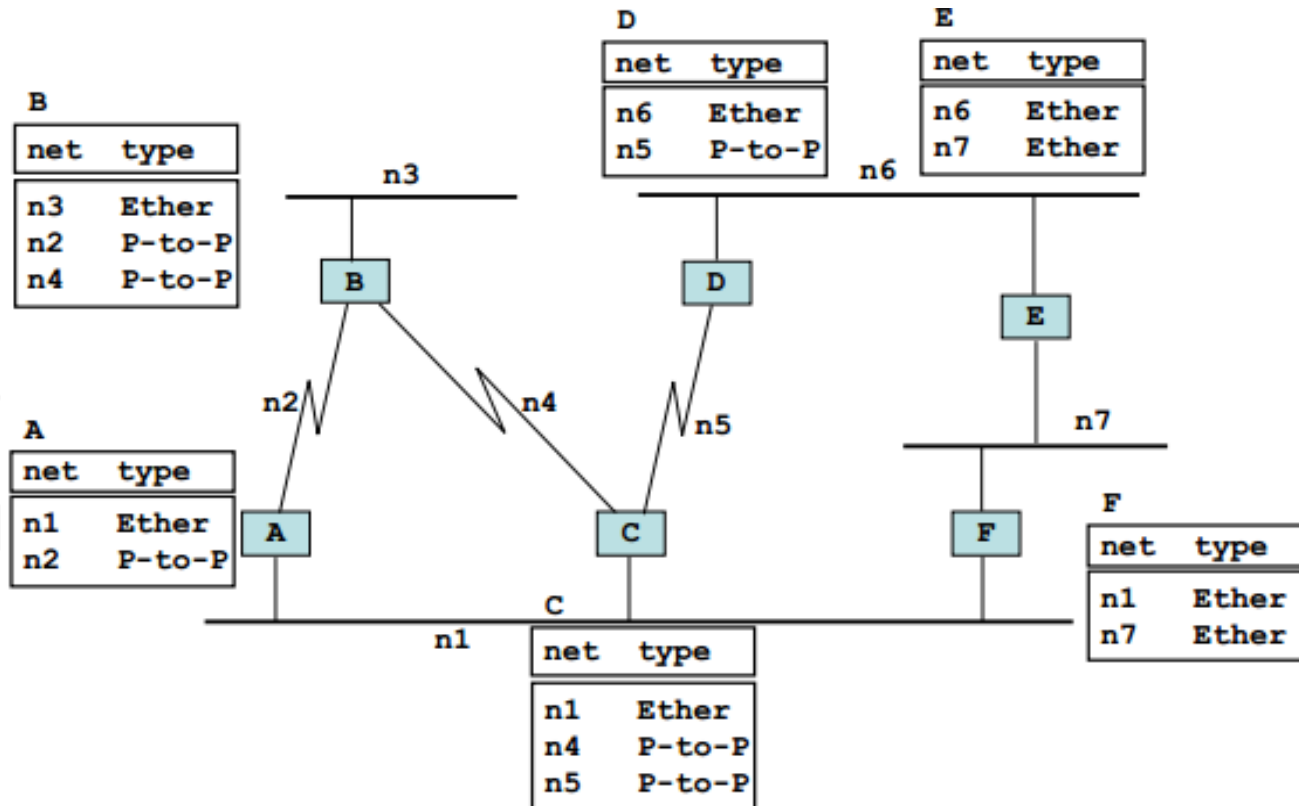 D
net type
n6 Ether
n5 P-to-P
E
net type
n6 Ether
n7 Ether
B
net type
n3 Ether
n2 P-to-P
n4 P-to-P
n3
n6
B
D
E
n2
n4
n5
n7
A
net type
n1 Ether
n2 P-to-P
A
C
F
F
net type
n1 Ether
n7 Ether
n1
C
net type
n1 Ether
n4 P-to-P
n5 P-to-P